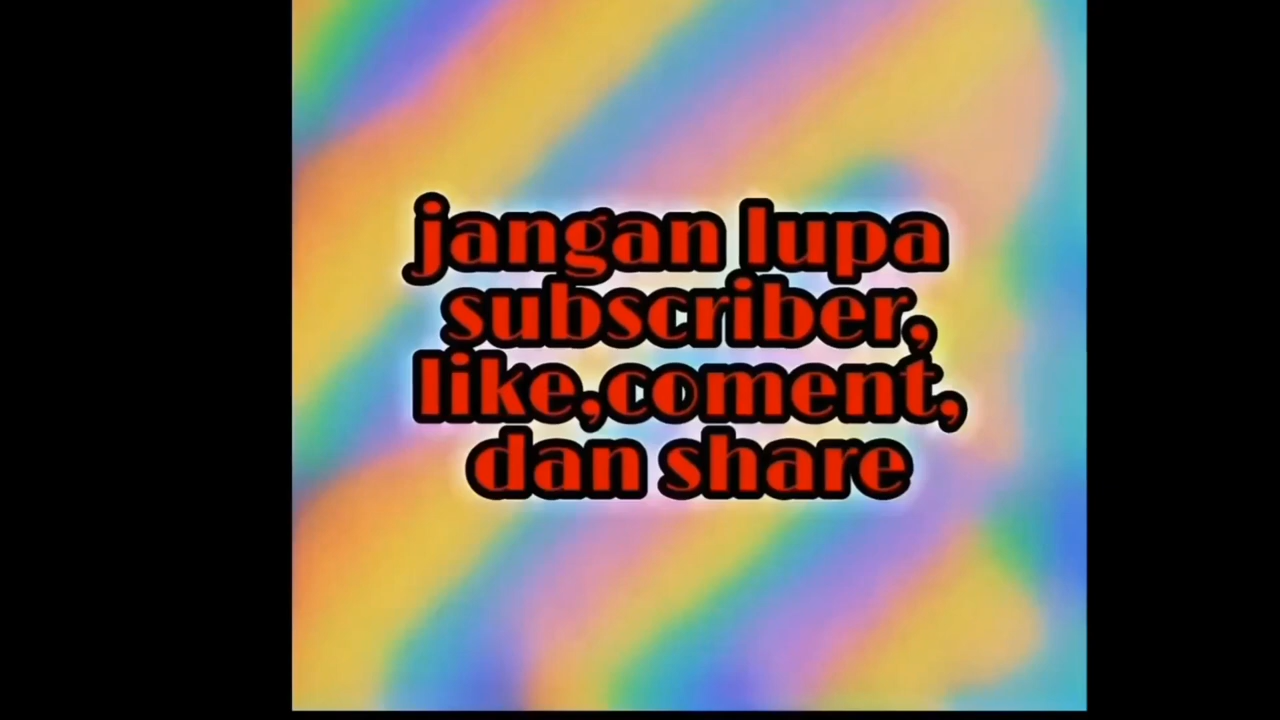 jangan lupa
subscriber,
like,coment,
dan share